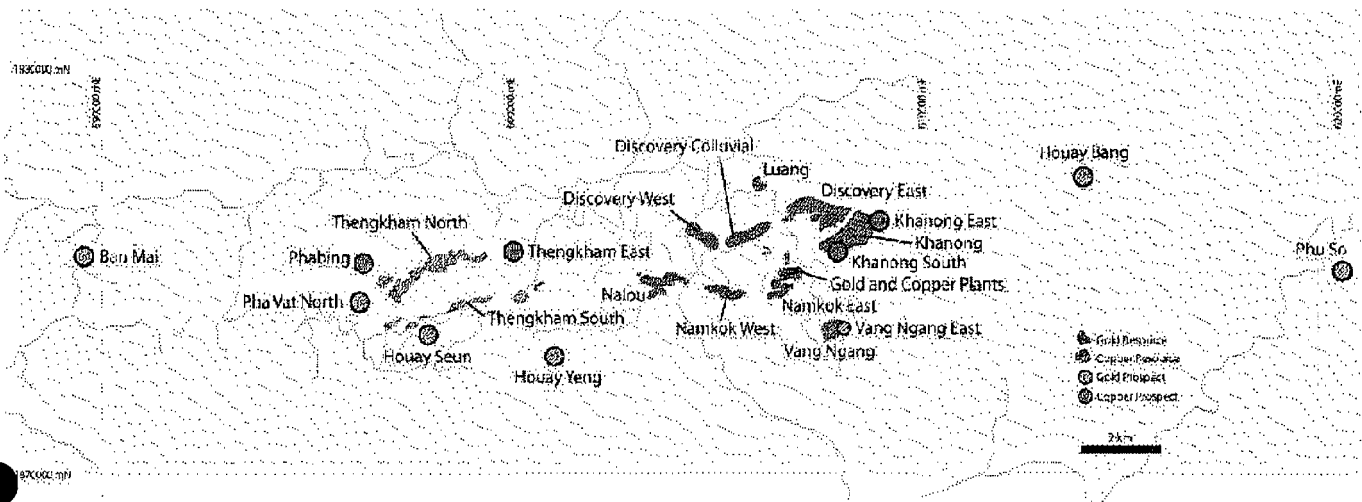 Discovery Colluvial
Luang
Houay Bang
Discovery East
Discovery West
Khanong East
Thengkham North
Khanong
Thengkham East
Phabing
Ban Mai
Khanong South
Phu So
Gold and Copper Plants
Nalou
Pha Vat North
Namkok East
Thengkham South
Namkok West
Vang Ngang East
Houay Seun
Vang Ngang
Houay Yeng
Gold Resource
Copper Resource
Gold Prospect
Copper Prospect
2 km